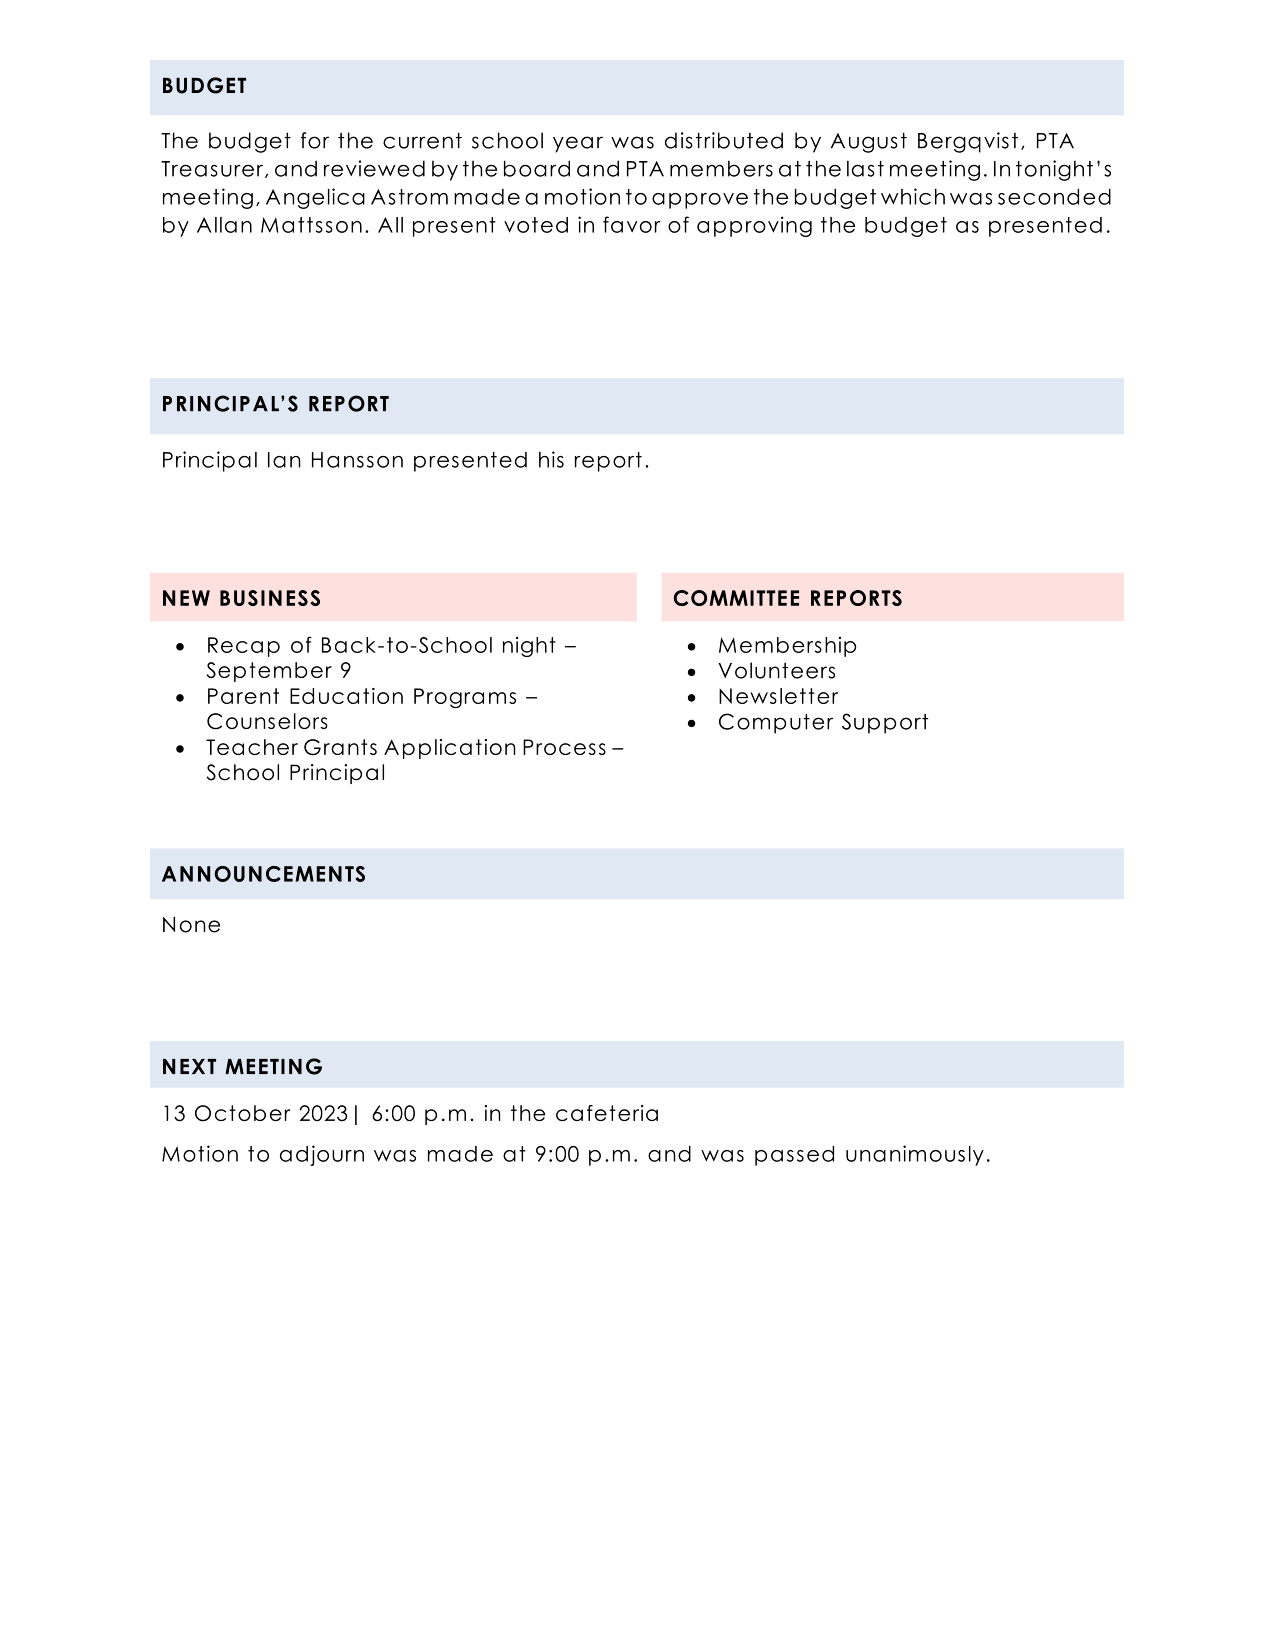 BUDGET
The budget for the current school year was distributed by August Bergqvist, PTA
Treasurer, and reviewed by the board and PTA members at the last meeting. In tonight’s
meeting, Angelica Astrom made a motion to approve the budget which was seconded
by Allan Mattsson. All present voted in favor of approving the budget as presented.
PRINCIPAL’S REPORT
Principal Ian Hansson presented his report.
NEW BUSINESS
• Recap of Back-to-School night –
September 9
• Parent Education Programs –
Counselors
• Teacher Grants Application Process –
School Principal
COMMITTEE REPORTS
• Membership
• Volunteers
• Newsletter
• Computer Support
ANNOUNCEMENTS
None
NEXT MEETING
13 October 2023| 6:00 p.m. in the cafeteria
Motion to adjourn was made at 9:00 p.m. and was passed unanimously.